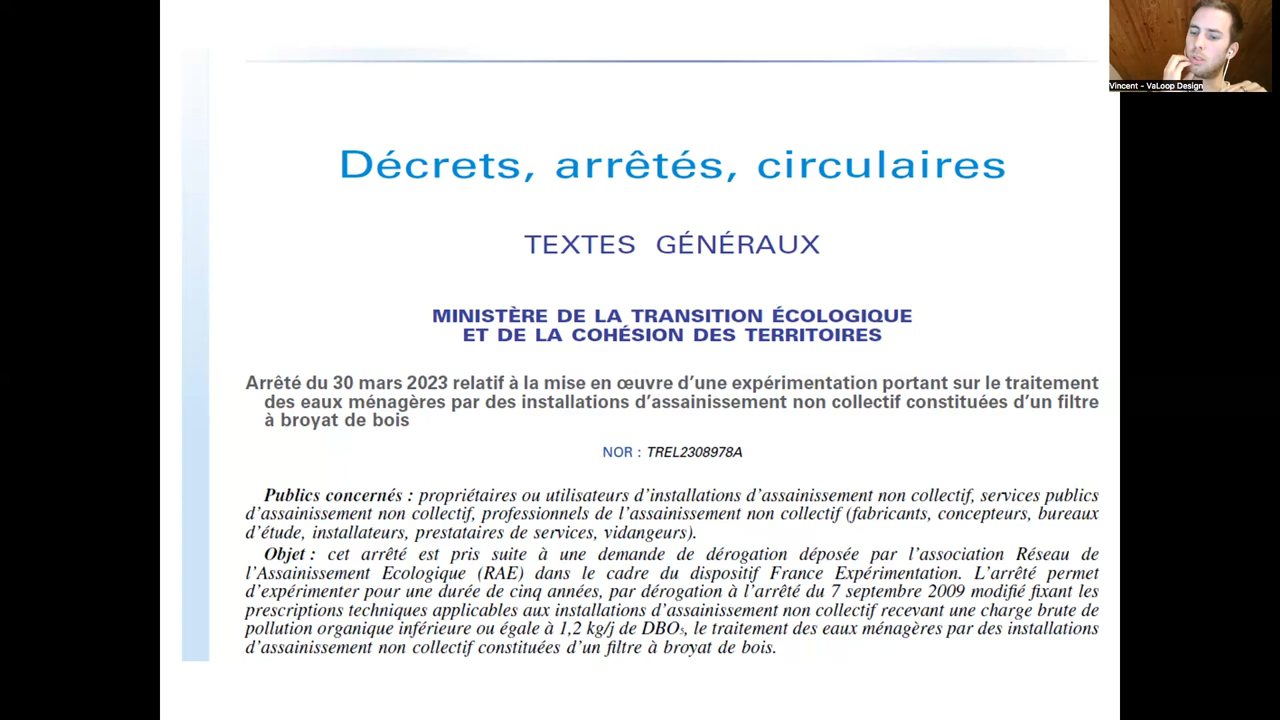 Vincent - VaLoop Design
Décrets, arrêtés, circulaires
TEXTES GÉNÉRAUX
MINISTÈRE DE LA TRANSITION ÉCOLOGIQUE
ET DE LA COHÉSION DES TERRITOIRES
Arrêté du 30 mars 2023 relatif à la mise en œuvre d'une expérimentation portant sur le traitement
des eaux ménagères par des installations d'assainissement non collectif constituées d'un filtre
à broyat de bois
NOR : TREL2308978A
Publics concernés : propriétaires ou utilisateurs d'installations d'assainissement non collectif, services publics
d'assainissement non collectif, professionnels de l'assainissement non collectif (fabricants, concepteurs, bureaux
d'étude, installateurs, prestataires de services, vidangeurs).
Objet : cet arrêté est pris suite à une demande de dérogation déposée par l'association Réseau de
l'Assainissement Ecologique (RAE) dans le cadre du dispositif France Expérimentation. L'arrêté permet
d'expérimenter pour une durée de cinq années, par dérogation à l'arrêté du 7 septembre 2009 modifié fixant les
prescriptions techniques applicables aux installations d'assainissement non collectif recevant une charge brute de
pollution organique inférieure ou égale à 1,2 kg/j de DBO₅, le traitement des eaux ménagères par des installations
d'assainissement non collectif constituées d'un filtre à broyat de bois.